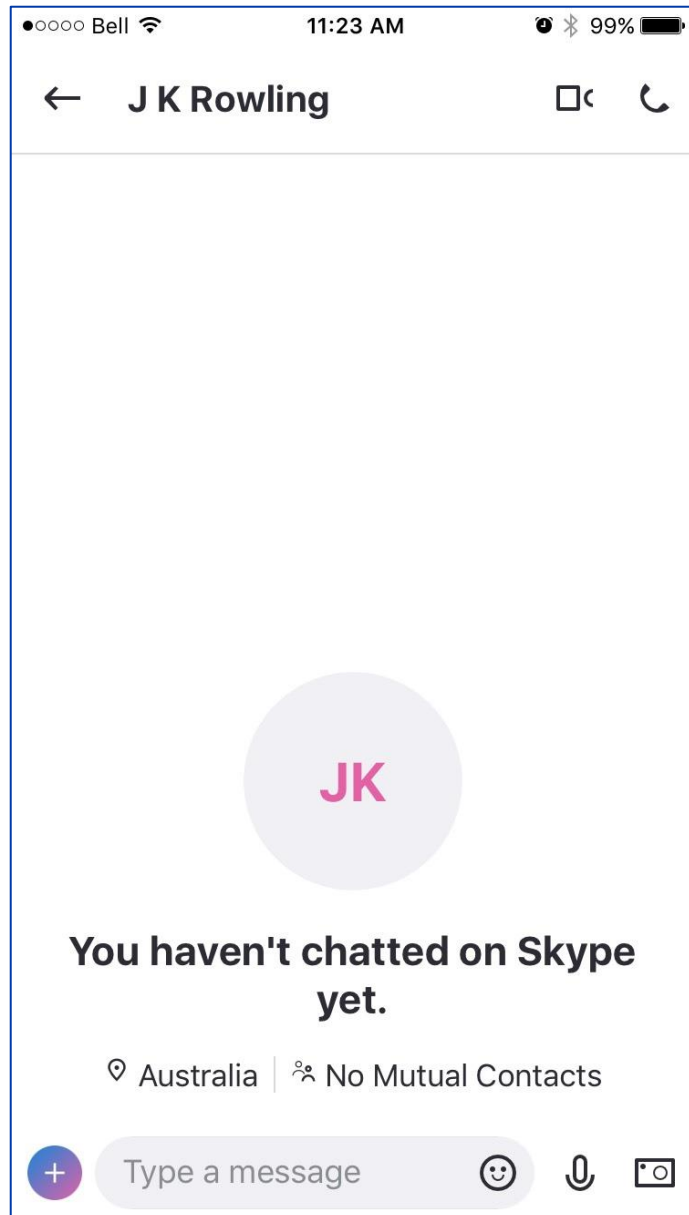 Bell 11:23 AM 99%
J K Rowling
JK
You haven't chatted on Skype
yet.
Australia No Mutual Contacts
Type a message